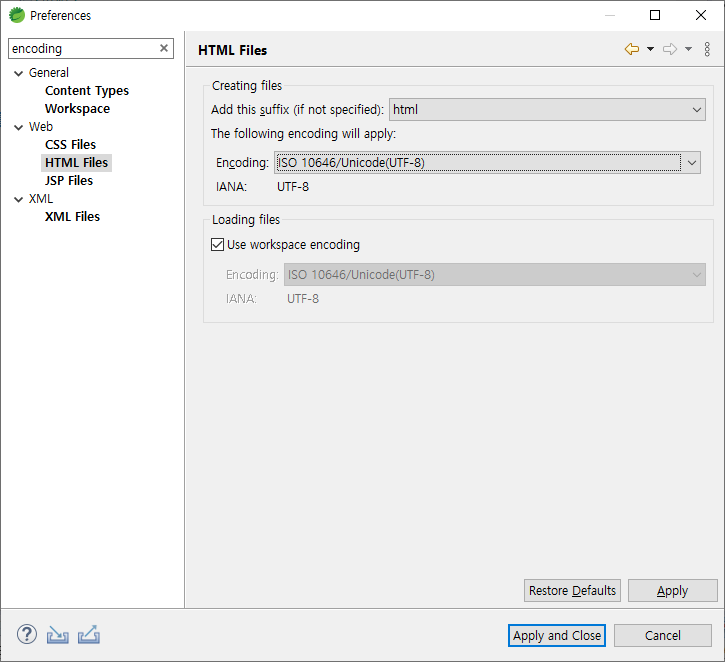 Preferences
encoding
General
Content Types
Workspace
Web
CSS Files
HTML Files
JSP Files
XML
XML Files
HTML Files
Creating files
Add this suffix (if not specified): html
The following encoding will apply:
Encoding: ISO 10646/Unicode(UTF-8)
IANA: UTF-8
Loading files
Use workspace encoding
Encoding: ISO 10646/Unicode(UTF-8)
IANA: UTF-8
Restore Defaults Apply
? Apply and Close Cancel